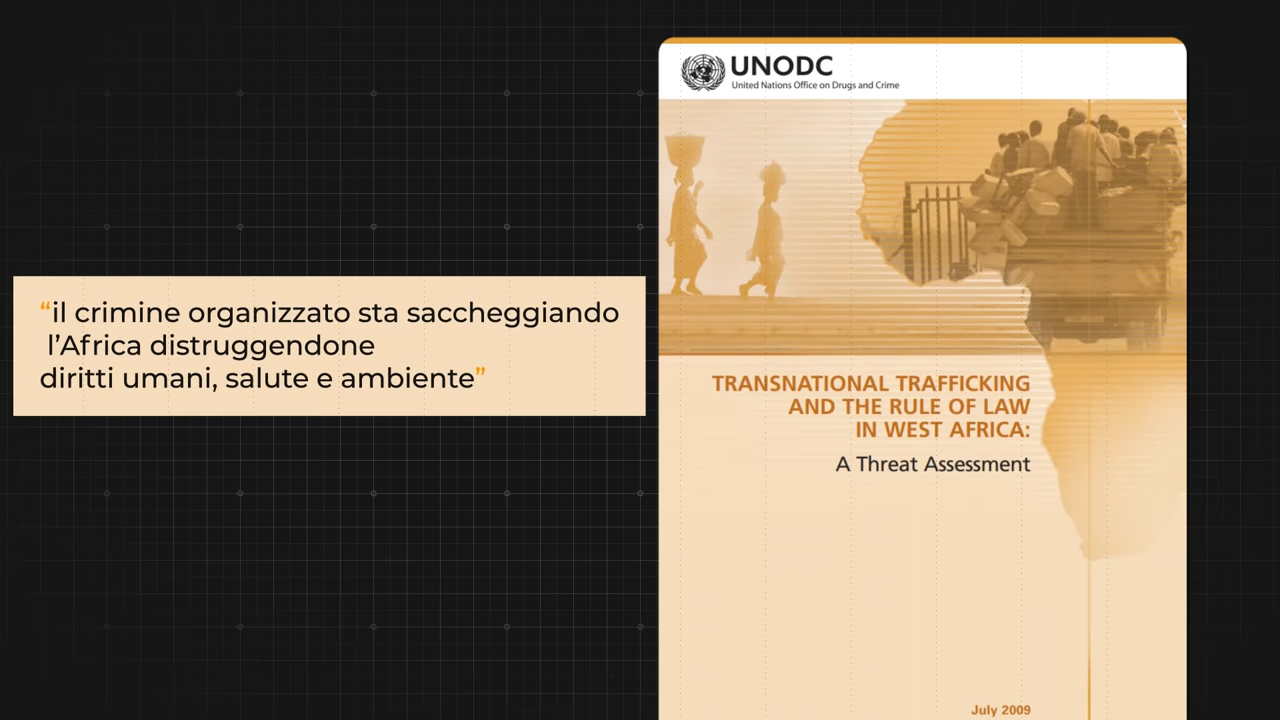 “il crimine organizzato sta saccheggiando
l’Africa distruggendone
diritti umani, salute e ambiente”
UNODC
United Nations Office on Drugs and Crime
TRANSNATIONAL TRAFFICKING
AND THE RULE OF LAW
IN WEST AFRICA:
A Threat Assessment
July 2009